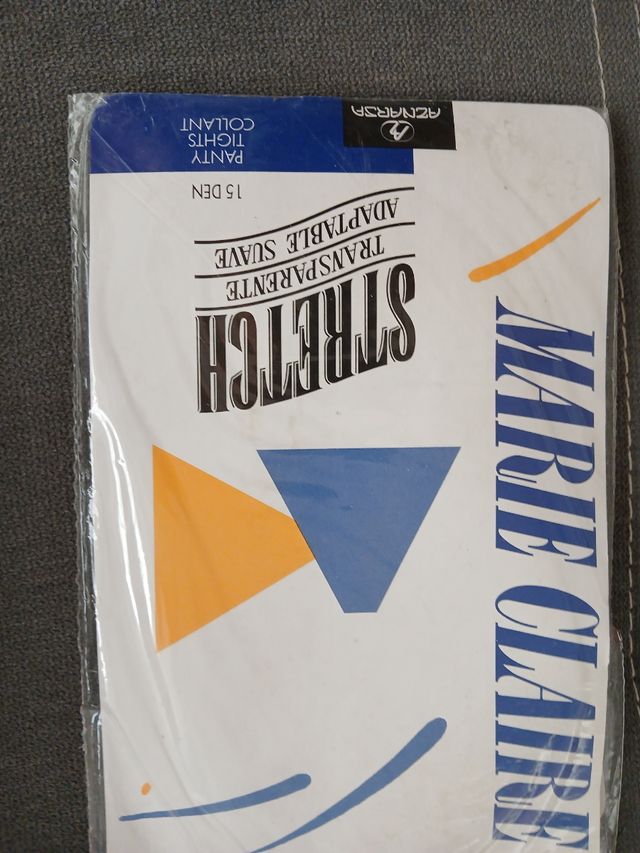 MARIE CLAIRE
STRETCH
TRANSPARENTE
ADAPTABLE SUAVE
15 DEN
PANTY
TIGHTS
COLLANT
AZNARSA